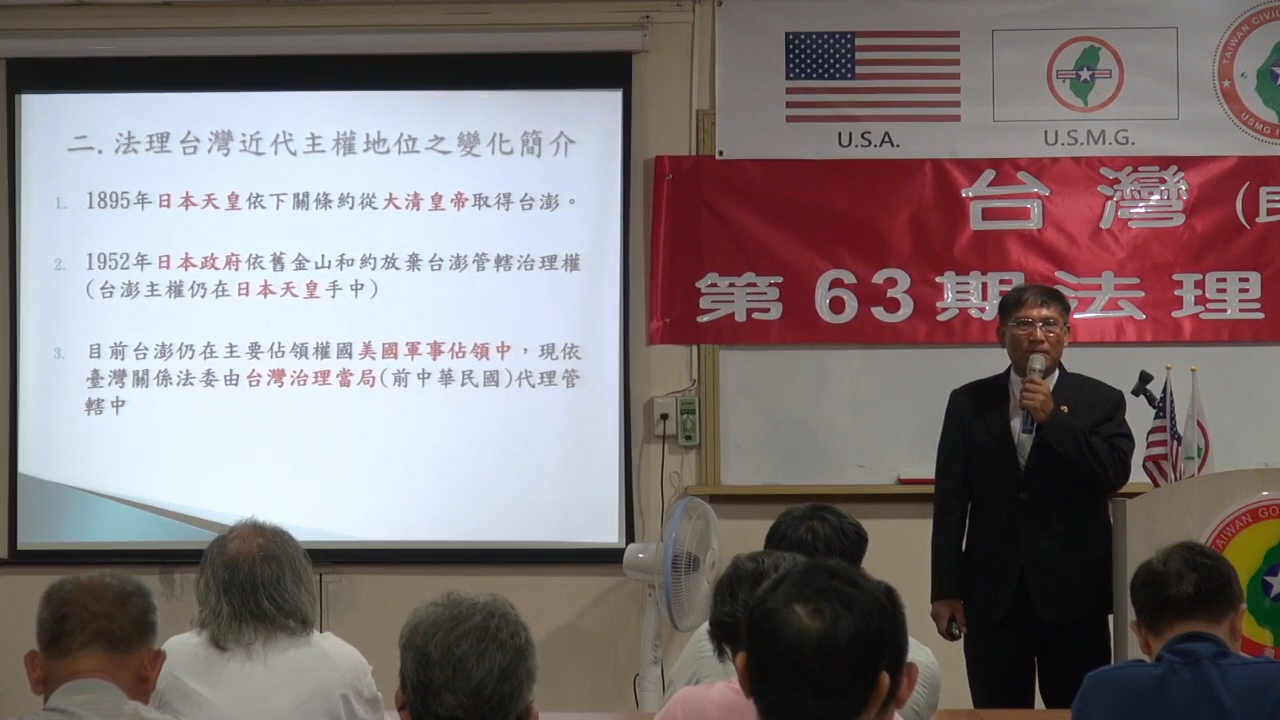 二. 法理台灣近代主權地位之變化簡介
1. 1895年日本天皇依下關條約從大清皇帝取得台澎。
2. 1952年日本政府依舊金山和約放棄台澎管轄治理權
(台澎主權仍在日本天皇手中)
3. 目前台澎仍在主要佔領權國美國軍事佔領中，現依
臺灣關係法委由台灣治理當局(前中華民國)代理管
轄中
U.S.A.
U.S.M.G.
TAIWAN CIVIL
USMG
台灣
第63期法理
TAIWAN GO